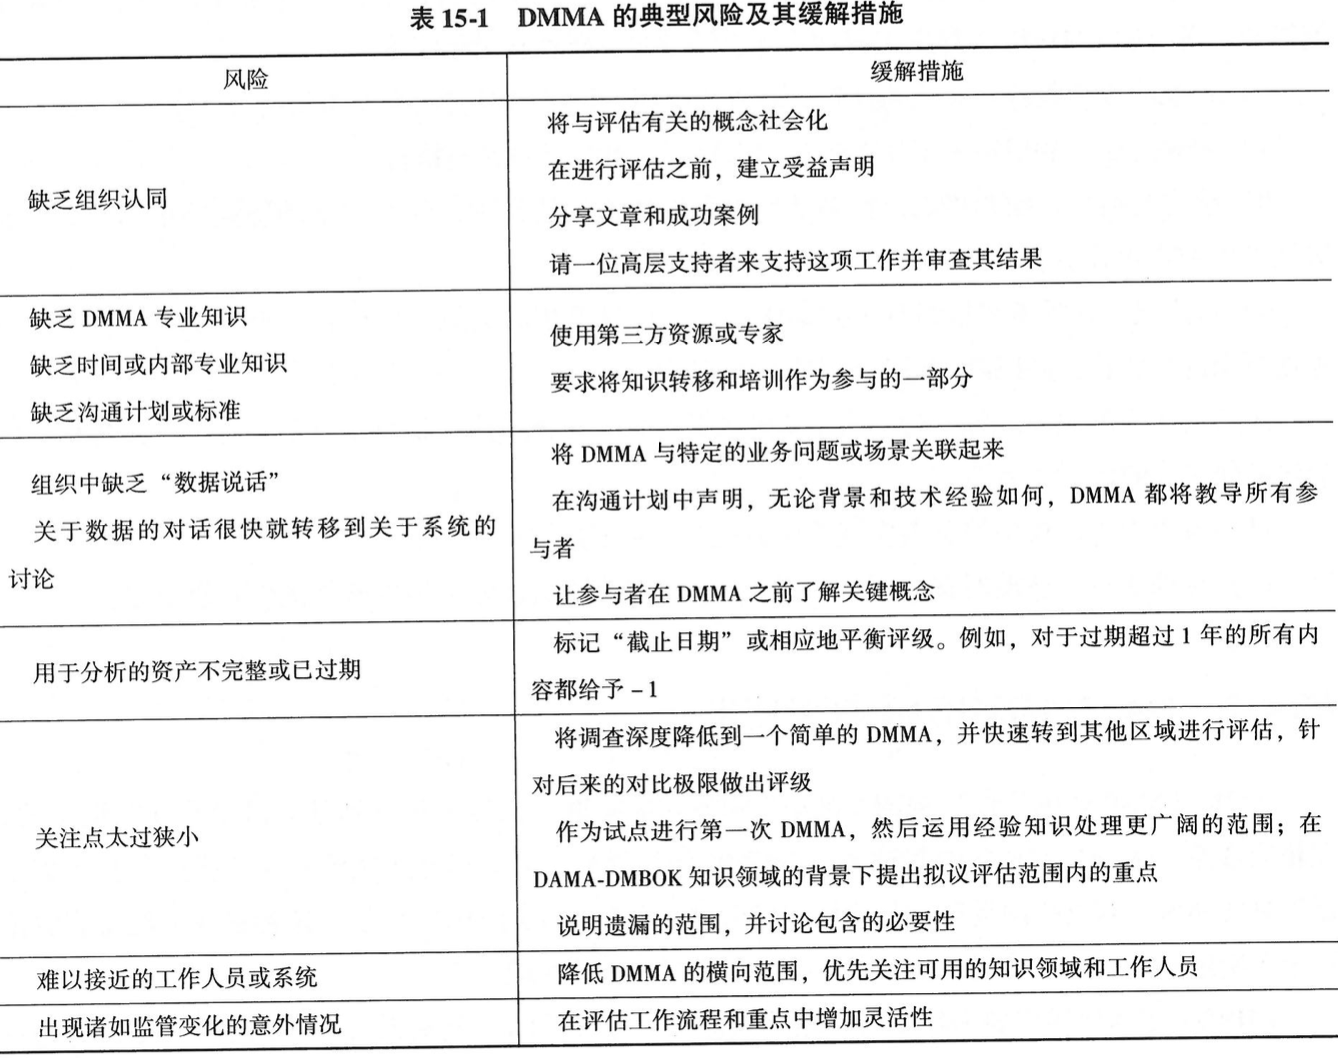 表 15-1 DMMA 的典型风险及其缓解措施
风险
缓解措施
缺乏组织认同
将与评估有关的概念社会化
在进行评估之前，建立受益声明
分享文章和成功案例
请一位高层支持者来支持这项工作并审查其结果
缺乏 DMMA 专业知识
缺乏时间或内部专业知识
缺乏沟通计划或标准
使用第三方资源或专家
要求将知识转移和培训作为参与的一部分
组织中缺乏“数据说话”
关于数据的对话很快就转移到关于系统的
讨论
将 DMMA 与特定的业务问题或场景关联起来
在沟通计划中声明，无论背景和技术经验如何，DMMA 都将教导所有参
与者
让参与者在 DMMA 之前了解关键概念
用于分析的资产不完整或已过期
标记“截止日期”或相应地平衡评级。例如，对于过期超过 1 年的所有内
容都给予 -1
关注点太过狭小
将调查深度降低到一个简单的 DMMA，并快速转到其他区域进行评估，针
对后来的对比极限做出评级
作为试点进行第一次 DMMA，然后运用经验知识处理更广阔的范围；在
DAMA-DMBOK 知识领域的背景下提出拟议评估范围内的重点
说明遗漏的范围，并讨论包含的必要性
难以接近的工作人员或系统
降低 DMMA 的横向范围，优先关注可用的知识领域和工作人员
出现诸如监管变化的意外情况
在评估工作流程和重点中增加灵活性